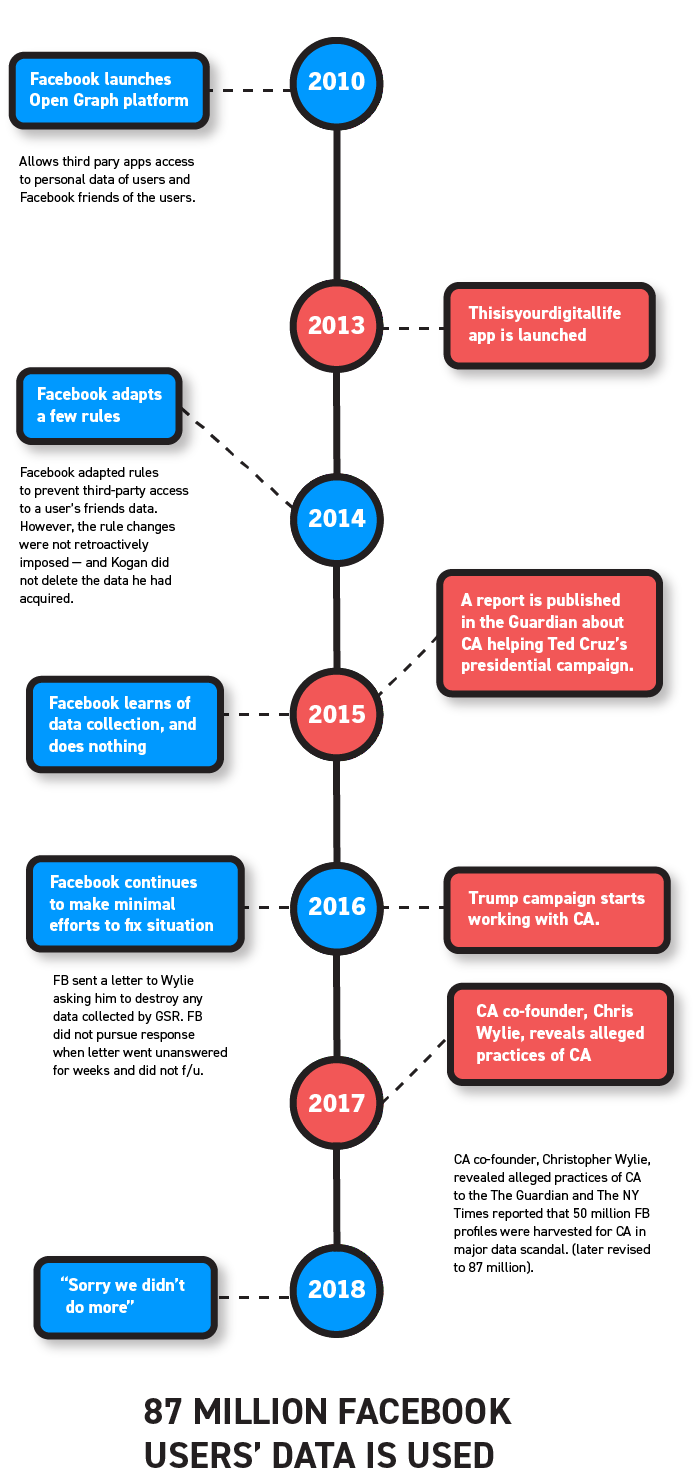 2010
Facebook launches
Open Graph platform
Allows third pary apps access
to personal data of users and
Facebook friends of the users.
2013
Thisisyourdigitallife
app is launched
Facebook adapts
a few rules
Facebook adapted rules
to prevent third-party access
to a user's friends data.
However, the rule changes
were not retroactively
imposed — and Kogan did
not delete the data he had
acquired.
2014
A report is published
in the Guardian about
CA helping Ted Cruz's
presidential campaign.
Facebook learns of
data collection, and
does nothing
2015
Facebook continues
to make minimal
efforts to fix situation
2016
Trump campaign starts
working with CA.
FB sent a letter to Wylie
asking him to destroy any
data collected by GSR. FB
did not pursue response
when letter went unanswered
for weeks and did not f/u.
CA co-founder, Chris
Wylie, reveals alleged
practices of CA
2017
CA co-founder, Christopher Wylie,
revealed alleged practices of CA
to the The Guardian and The NY
Times reported that 50 million FB
profiles were harvested for CA in
major data scandal. (later revised
to 87 million).
"Sorry we didn't
do more"
2018
87 MILLION FACEBOOK
USERS' DATA IS USED